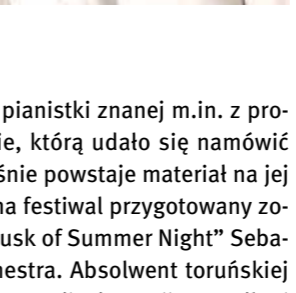 pianistki znanej m.in. z pro-
ie, którą udało się namówić
śnie powstaje materiał na jej
na festiwal przygotowany zo-
usk of Summer Night” Seba-
nestra. Absolwent toruńskiej